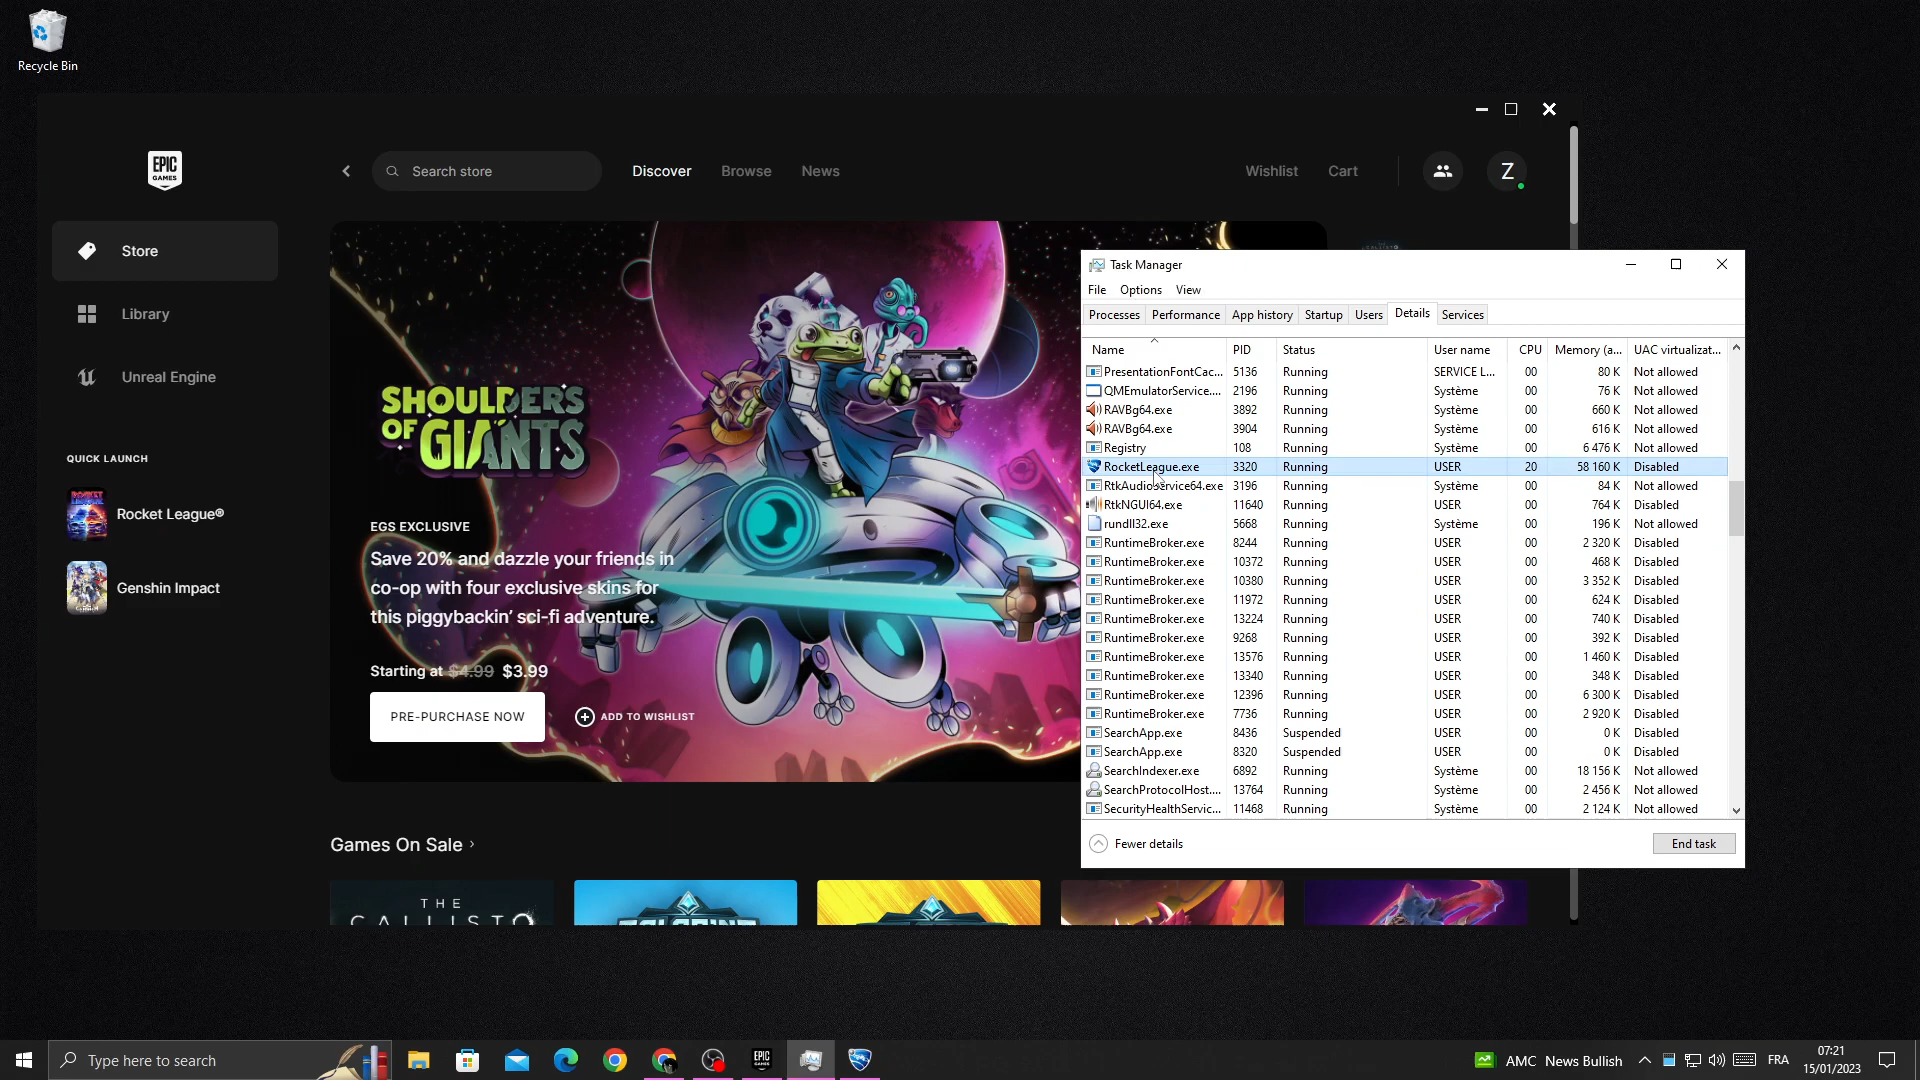 Recycle Bin
EPIC
GAMES
Search store
Discover
Browse
News
Wishlist
Cart
Z
Store
Library
Unreal Engine
QUICK LAUNCH
Rocket League®
Genshin Impact
SHOULDERS
OF GIANTS
EGS EXCLUSIVE
Save 20% and dazzle your friends in
co-op with four exclusive skins for
this piggybackin’ sci-fi adventure.
Starting at $4.99 $3.99
PRE-PURCHASE NOW
ADD TO WISHLIST
Games On Sale
THE
CALLISTO
Task Manager
File Options View
Processes Performance App history Startup Users Details Services
Name PID Status User name CPU Memory (a... UAC virtualizat...
PresentationFontCac... 5136 Running SERVICE L... 00 80 K Not allowed
QMEmulatorService.... 2196 Running Système 00 76 K Not allowed
RAVBg64.exe 3892 Running Système 00 660 K Not allowed
RAVBg64.exe 3904 Running Système 00 616 K Not allowed
Registry 108 Running Système 00 6 476 K Not allowed
RocketLeague.exe 3320 Running USER 20 58 160 K Disabled
RtkAudioService64.exe 3196 Running Système 00 84 K Not allowed
RtkNGUI64.exe 11640 Running USER 00 764 K Disabled
rundll32.exe 5668 Running Système 00 196 K Not allowed
RuntimeBroker.exe 8244 Running USER 00 2 320 K Disabled
RuntimeBroker.exe 10372 Running USER 00 468 K Disabled
RuntimeBroker.exe 10380 Running USER 00 3 352 K Disabled
RuntimeBroker.exe 11972 Running USER 00 624 K Disabled
RuntimeBroker.exe 13224 Running USER 00 740 K Disabled
RuntimeBroker.exe 9268 Running USER 00 392 K Disabled
RuntimeBroker.exe 13576 Running USER 00 1 460 K Disabled
RuntimeBroker.exe 13340 Running USER 00 348 K Disabled
RuntimeBroker.exe 12396 Running USER 00 6 300 K Disabled
RuntimeBroker.exe 7736 Running USER 00 2 920 K Disabled
SearchApp.exe 8436 Suspended USER 00 0 K Disabled
SearchApp.exe 8320 Suspended USER 00 0 K Disabled
SearchIndexer.exe 6892 Running Système 00 18 156 K Not allowed
SearchProtocolHost.... 13764 Running Système 00 2 456 K Not allowed
SecurityHealthServic... 11468 Running Système 00 2 124 K Not allowed
Fewer details
End task
Type here to search
EPIC
GAMES
AMC News Bullish
FRA
07:21
15/01/2023